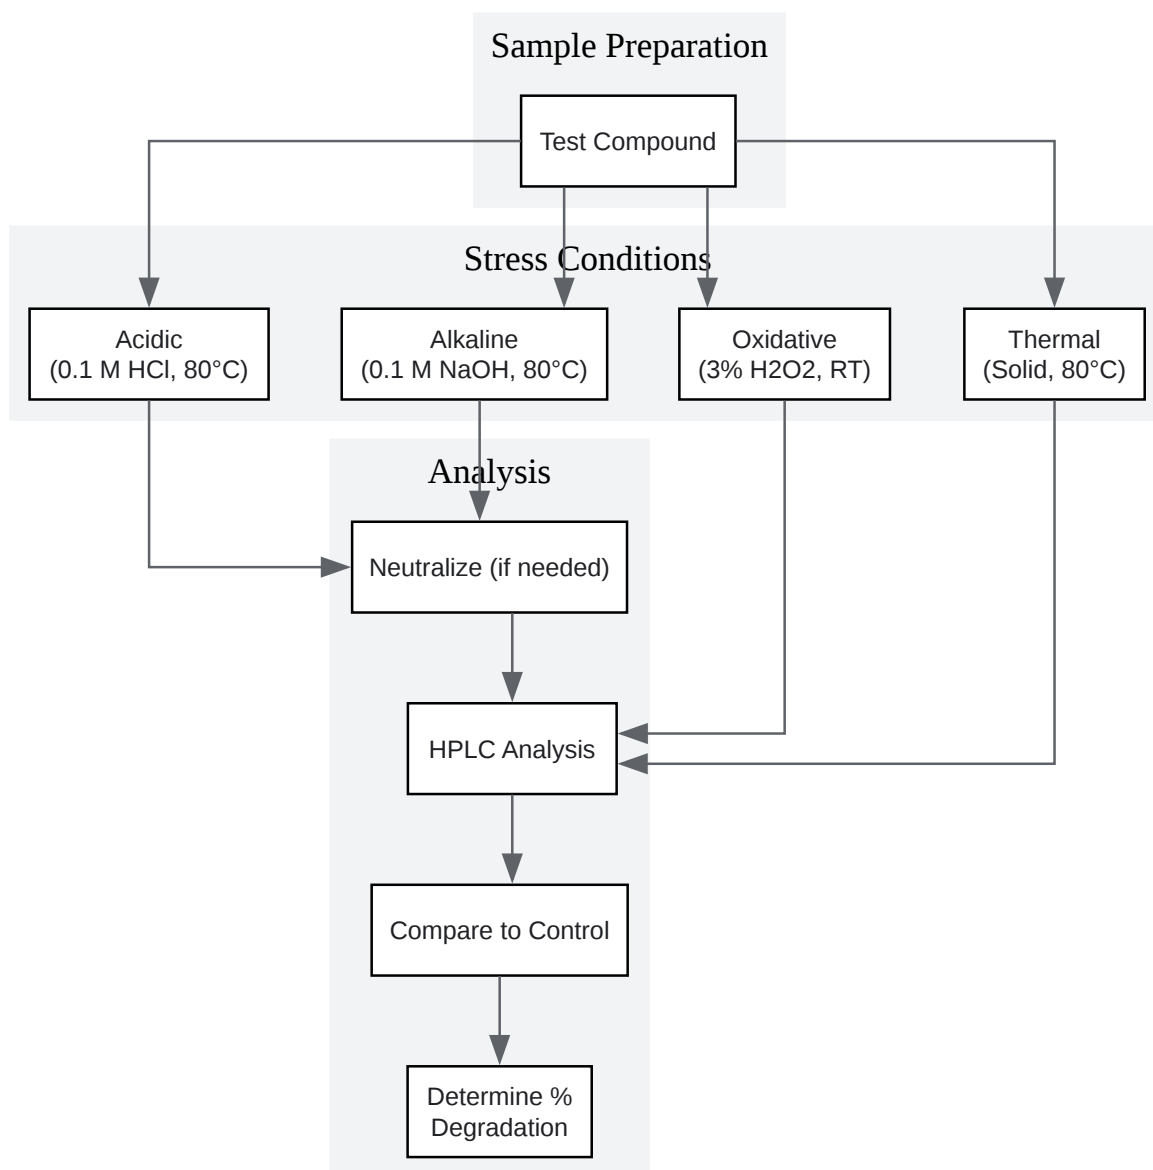 Sample Preparation
Test Compound
Stress Conditions
Acidic
(0.1 M HCl, 80°C)
Alkaline
(0.1 M NaOH, 80°C)
Oxidative
(3% H2O2, RT)
Thermal
(Solid, 80°C)
Analysis
Neutralize (if needed)
HPLC Analysis
Compare to Control
Determine %
Degradation